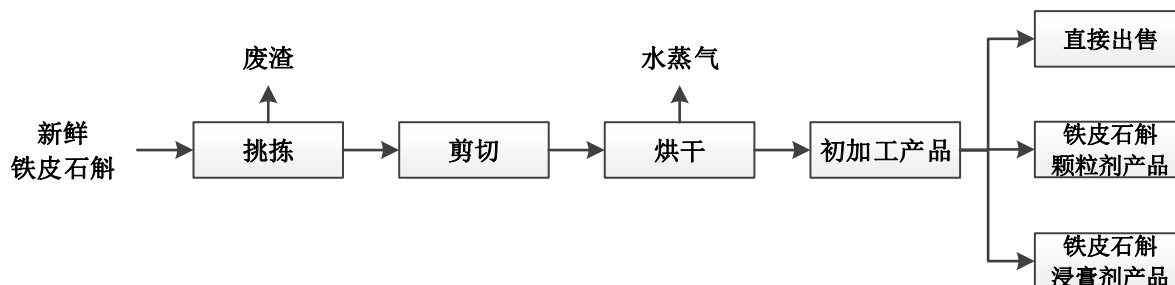 废渣
水蒸气
直接出售
新鲜
铁皮石斛
挑拣
剪切
烘干
初加工产品
铁皮石斛
颗粒剂产品
铁皮石斛
浸膏剂产品